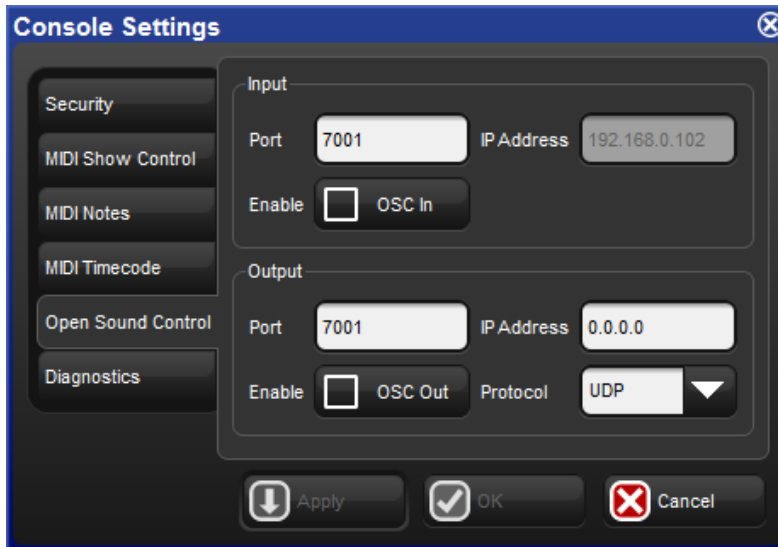 Console Settings
Security
MIDI Show Control
MIDI Notes
MIDI Timecode
Open Sound Control
Diagnostics
Input
Port 7001 IP Address 192.168.0.102
Enable OSC In
Output
Port 7001 IP Address 0.0.0.0
Enable OSC Out Protocol UDP
Apply OK Cancel